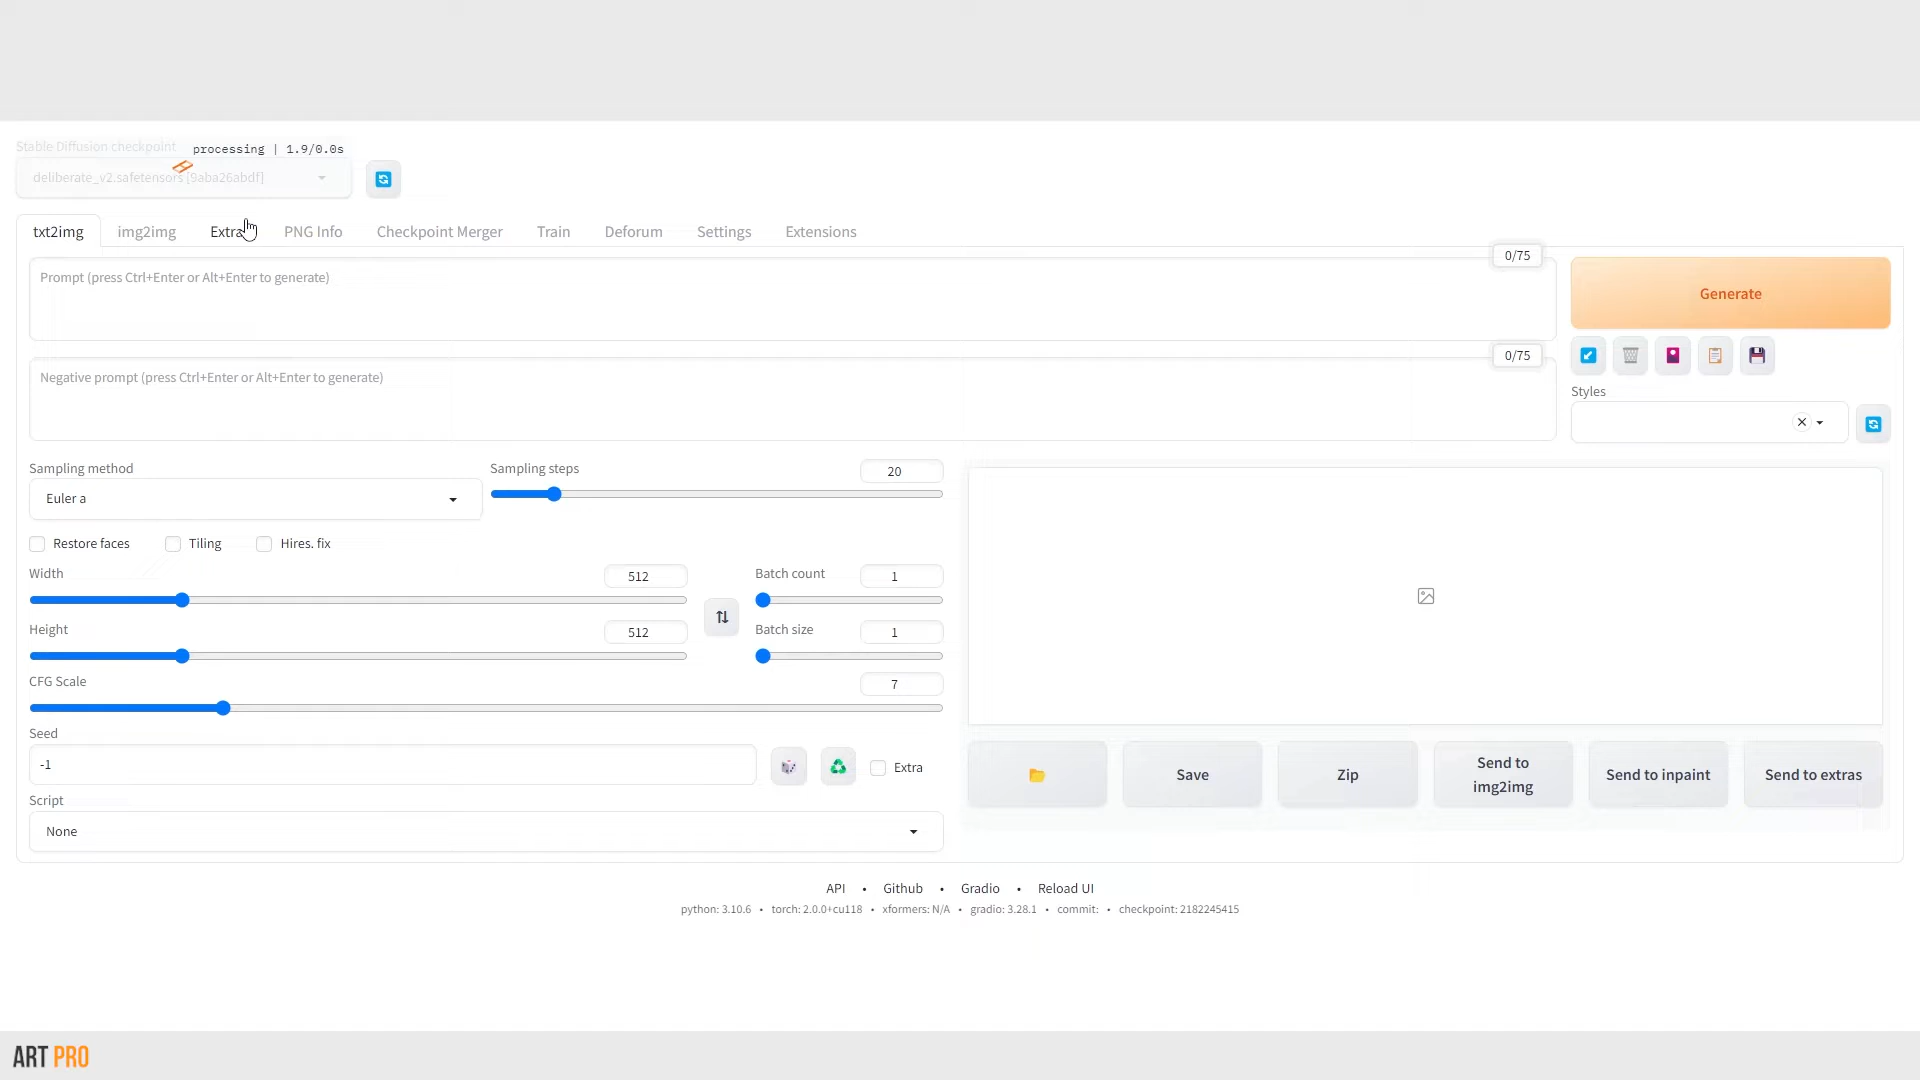 Stable Diffusion checkpoint
processing | 1.9/0.0s
deliberate_v2.safetensors [9aba26abdf]
txt2img img2img Extra PNG Info Checkpoint Merger Train Deforum Settings Extensions
0/75
Prompt (press Ctrl+Enter or Alt+Enter to generate)
Generate
0/75
Negative prompt (press Ctrl+Enter or Alt+Enter to generate)
Styles
Sampling method
Euler a
Sampling steps
20
Restore faces Tiling Hires. fix
Width
512
Batch count
1
Height
512
Batch size
1
CFG Scale
7
Seed
-1
Extra
Script
None
Save
Zip
Send to
img2img
Send to inpaint
Send to extras
API • Github • Gradio • Reload UI
python: 3.10.6 • torch: 2.0.0+cu118 • xformers: N/A • gradio: 3.28.1 • commit: • checkpoint: 2182245415
ART PRO